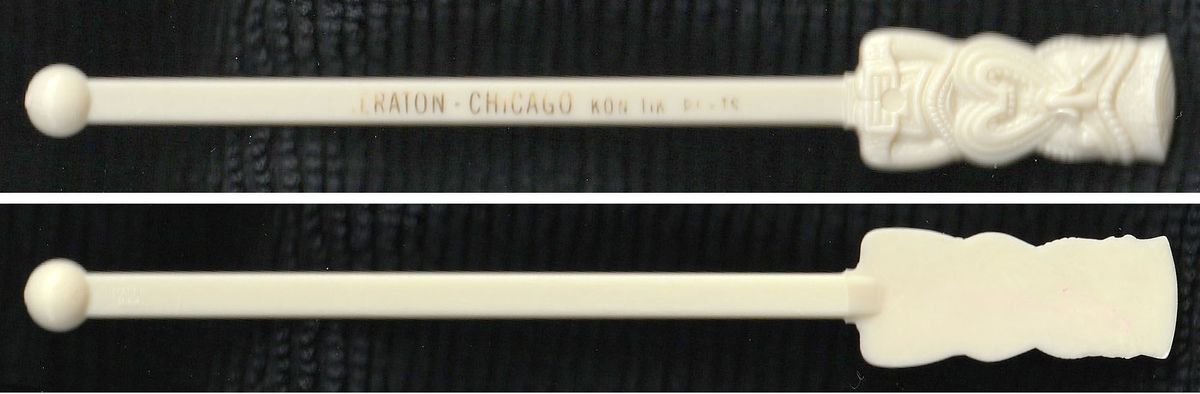 ERATON - CHICAGO KON TIK